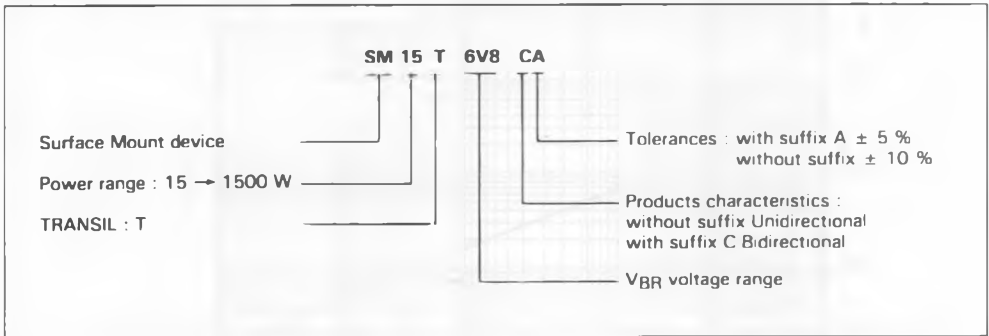 SM 15 T 6V8 CA
Surface Mount device
Power range : 15 → 1500 W
TRANSIL : T
Tolerances : with suffix A ± 5 %
without suffix ± 10 %
Products characteristics :
without suffix Unidirectional
with suffix C Bidirectional
VBR voltage range